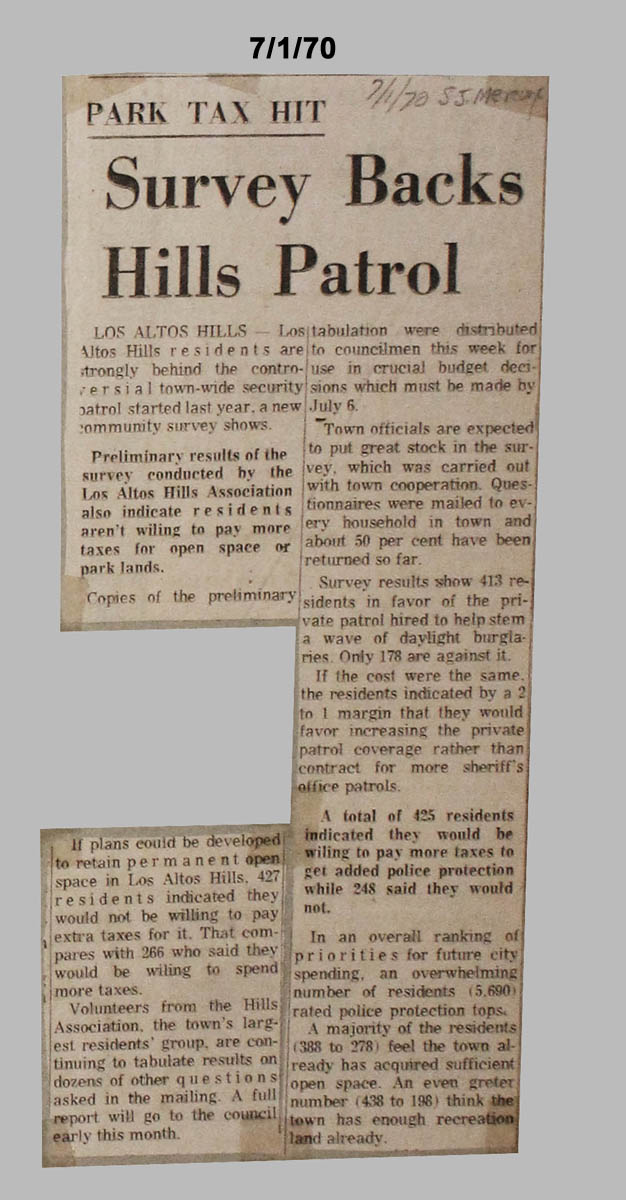 7/1/70
7/1/70 S.J. Mercury
PARK TAX HIT
Survey Backs
Hills Patrol
LOS ALTOS HILLS — Los
Altos Hills residents are
strongly behind the contro-
versial town-wide security
patrol started last year, a new
community survey shows.
Preliminary results of the
survey conducted by the
Los Altos Hills Association
also indicate residents
aren't wiling to pay more
taxes for open space or
park lands.
Copies of the preliminary
tabulation were distributed
to councilmen this week for
use in crucial budget deci-
sions which must be made by
July 6.
Town officials are expected
to put great stock in the sur-
vey, which was carried out
with town cooperation. Ques-
tionnaires were mailed to ev-
ery household in town and
about 50 per cent have been
returned so far.
Survey results show 413 re-
sidents in favor of the pri-
vate patrol hired to help stem
a wave of daylight burgla-
ries. Only 178 are against it.
If the cost were the same,
the residents indicated by a 2
to 1 margin that they would
favor increasing the private
patrol coverage rather than
contract for more sheriff's
office patrols.
A total of 425 residents
indicated they would be
wiling to pay more taxes to
get added police protection
while 248 said they would
not.
In an overall ranking of
priorities for future city
spending, an overwhelming
number of residents (5,690)
rated police protection tops.
A majority of the residents
(388 to 278) feel the town al-
ready has acquired sufficient
open space. An even greter
number (438 to 198) think the
town has enough recreation
land already.
If plans could be developed
to retain permanent open
space in Los Altos Hills, 427
residents indicated they
would not be willing to pay
extra taxes for it. That com-
pares with 266 who said they
would be wiling to spend
more taxes.
Volunteers from the Hills
Association, the town's larg-
est residents' group, are con-
tinuing to tabulate results on
dozens of other questions
asked in the mailing. A full
report will go to the council
early this month.